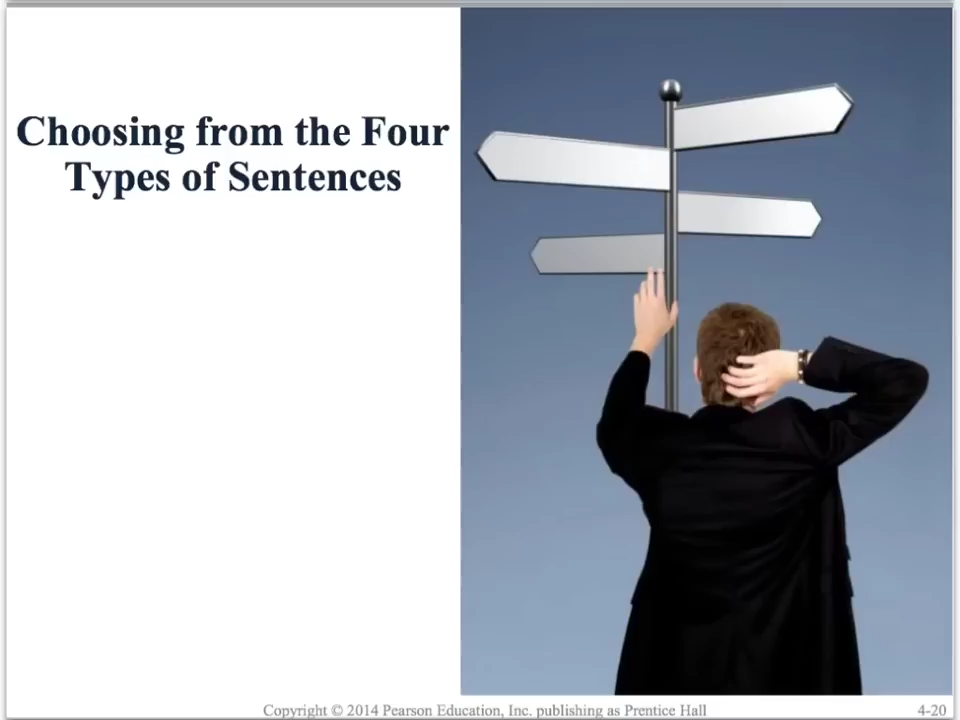 Choosing from the Four
Types of Sentences
Copyright © 2014 Pearson Education, Inc. publishing as Prentice Hall
4-20